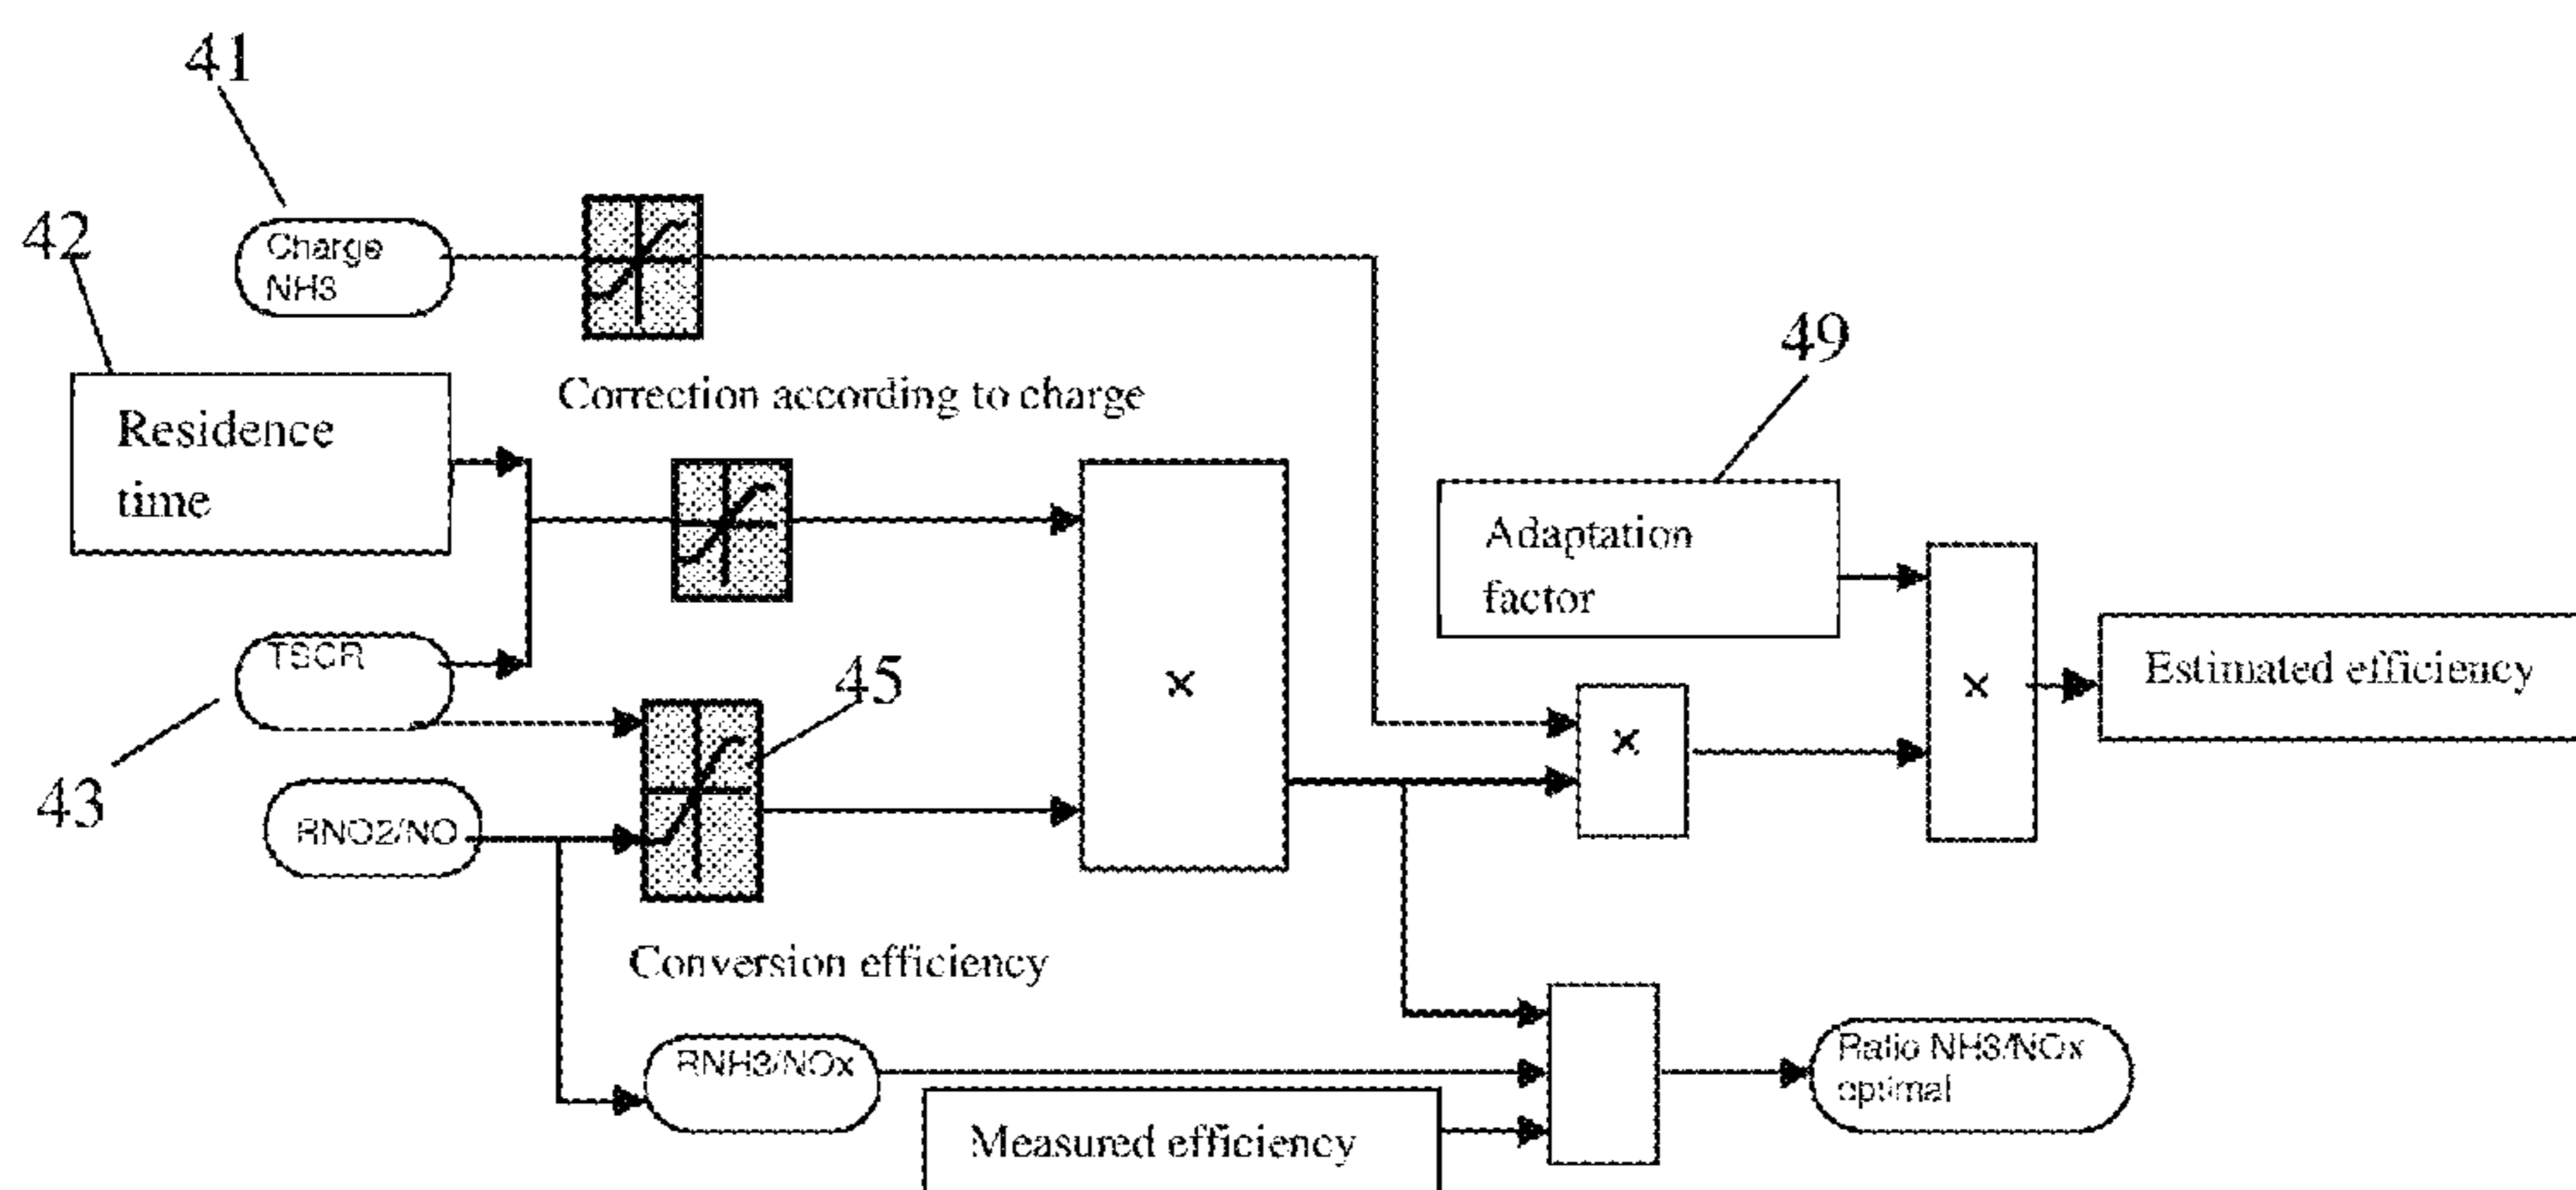 41
42
Charge
NH3
49
Correction according to charge
Residence
time
Adaptation
factor
TSCR
45
×
×
×
Estimated efficiency
43
RNO2/NO
Conversion efficiency
RNH3/NOx
Ratio NH3/NOx
optimal
Measured efficiency